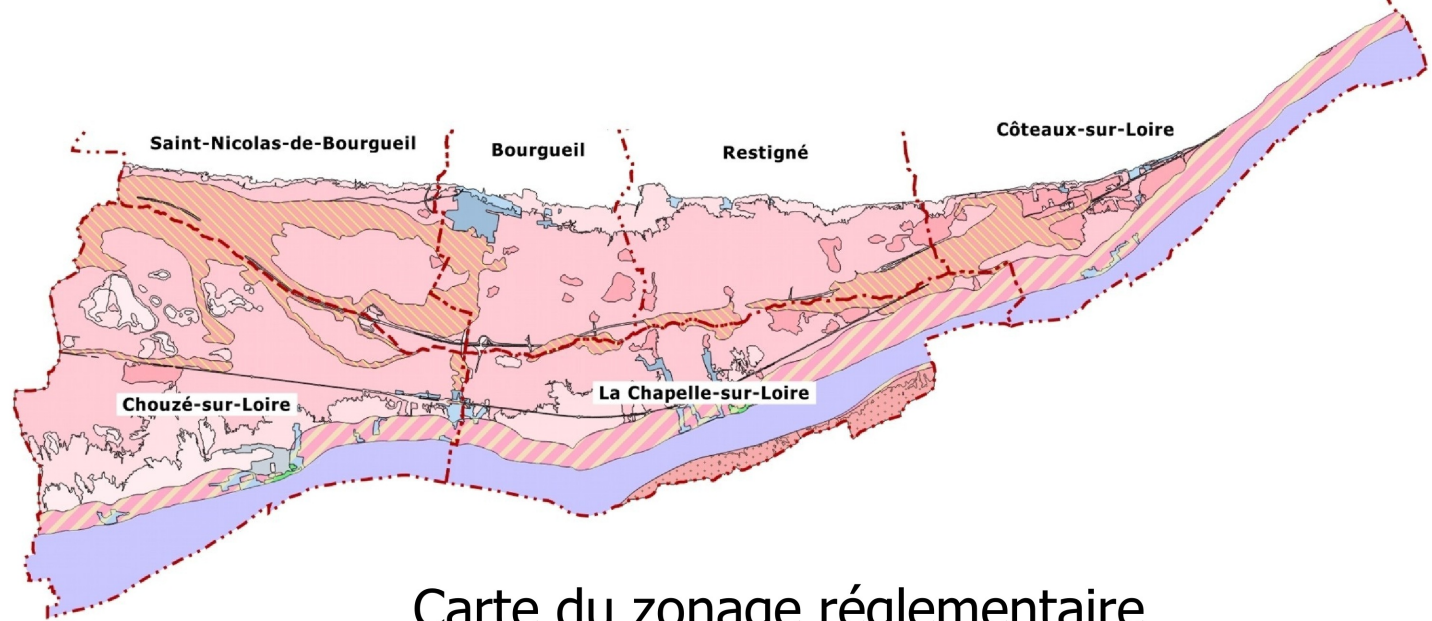 Côteaux-sur-Loire
Saint-Nicolas-de-Bourgueil
Bourgueil
Restigné
La Chapelle-sur-Loire
Chouzé-sur-Loire
Carte du zonage réglementaire